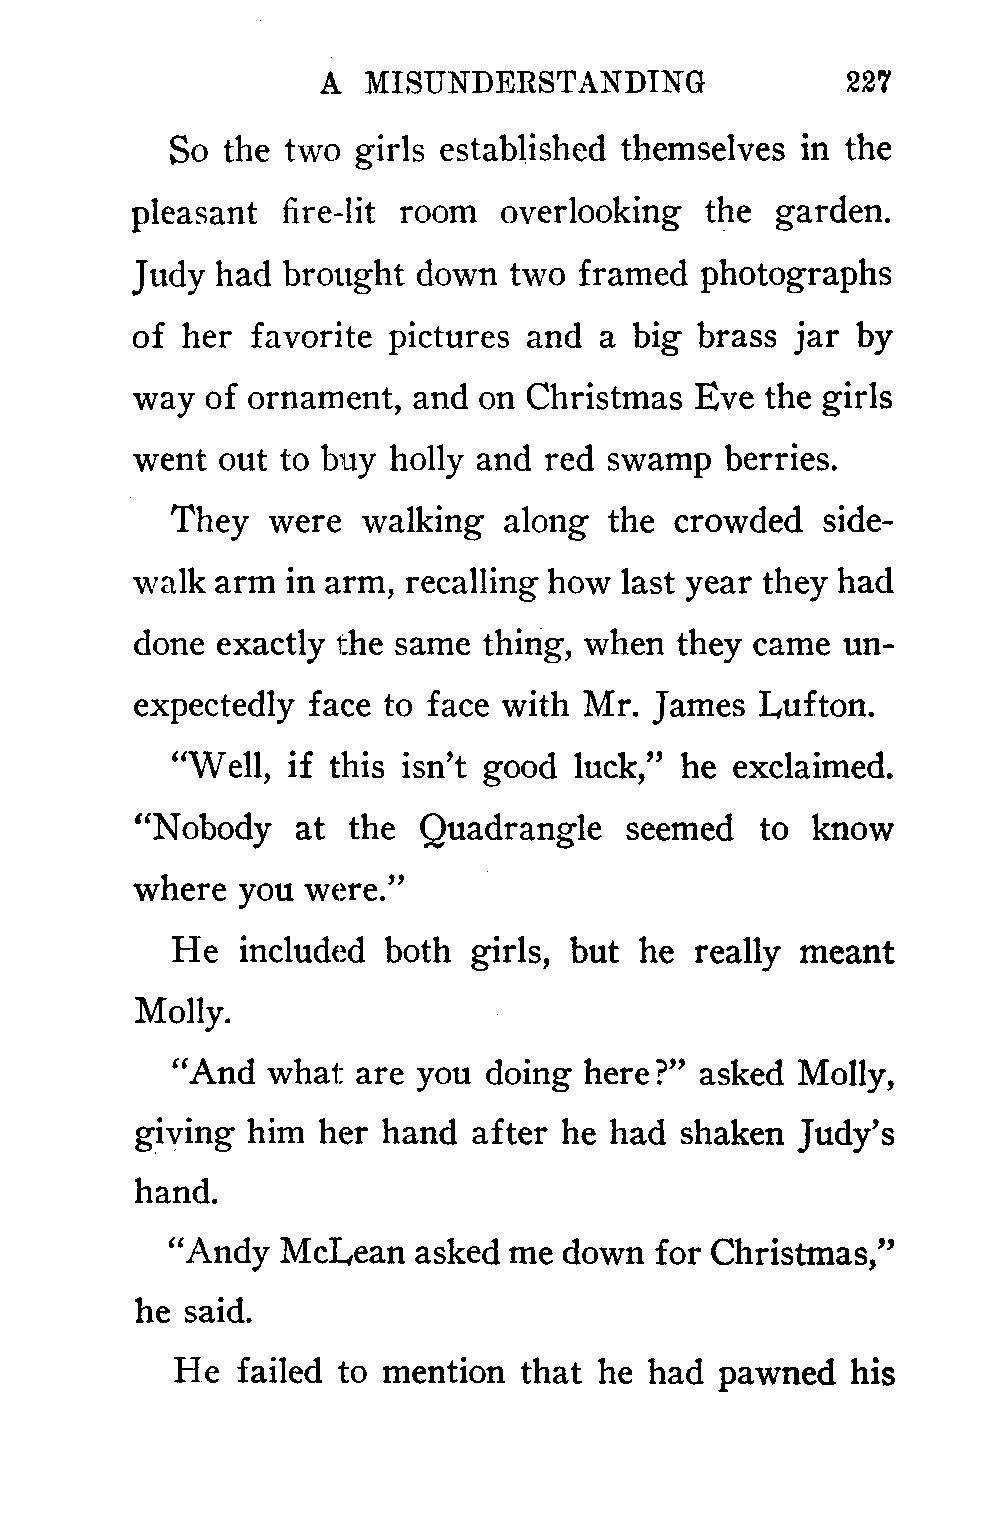 A MISUNDERSTANDING 227
So the two girls established themselves in the
pleasant fire-lit room overlooking the garden.
Judy had brought down two framed photographs
of her favorite pictures and a big brass jar by
way of ornament, and on Christmas Eve the girls
went out to buy holly and red swamp berries.
They were walking along the crowded side-
walk arm in arm, recalling how last year they had
done exactly the same thing, when they came un-
expectedly face to face with Mr. James Lufton.
“Well, if this isn’t good luck,” he exclaimed.
“Nobody at the Quadrangle seemed to know
where you were.”
He included both girls, but he really meant
Molly.
“And what are you doing here?” asked Molly,
giving him her hand after he had shaken Judy’s
hand.
“Andy McLean asked me down for Christmas,”
he said.
He failed to mention that he had pawned his